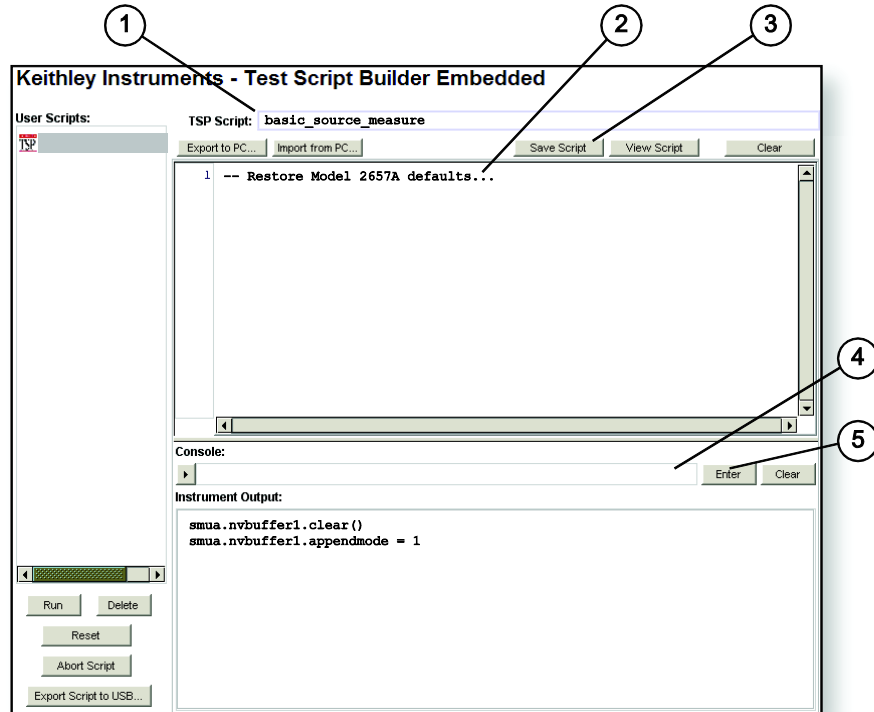 1
2
3
Keithley Instruments - Test Script Builder Embedded
User Scripts:
TSP Script: basic_source_measure
TSP
Export to PC... Import from PC... Save Script View Script Clear
1 -- Restore Model 2657A defaults...
4
5
Console:
Enter Clear
Instrument Output:
smua.nvbuffer1.clear()
smua.nvbuffer1.appendmode = 1
Run Delete
Reset
Abort Script
Export Script to USB...